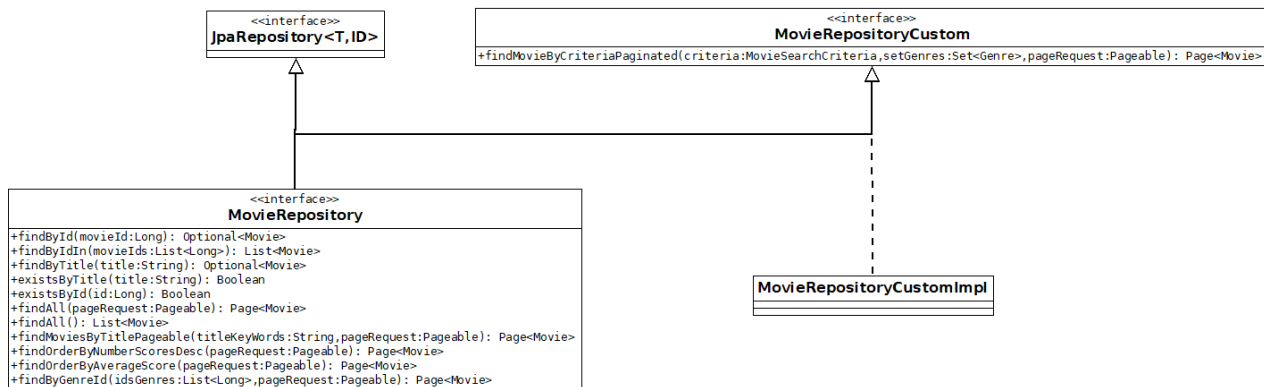 <<interface>>
JpaRepository<T,ID>
<<interface>>
MovieRepositoryCustom
+findMovieByCriteriaPaginated(criteria:MovieSearchCriteria,setGenres:Set<Genre>,pageRequest:Pageable): Page<Movie>
<<interface>>
MovieRepository
+findById(movieId:Long): Optional<Movie>
+findByIdIn(movieIds:List<Long>): List<Movie>
+findByTitle(title:String): Optional<Movie>
+existsByTitle(title:String): Boolean
+existsById(id:Long): Boolean
+findAll(pageRequest:Pageable): Page<Movie>
+findAll(): List<Movie>
+findMoviesByTitlePageable(titleKeyWords:String,pageRequest:Pageable): Page<Movie>
+findOrderByNumberScoresDesc(pageRequest:Pageable): Page<Movie>
+findOrderByAverageScore(pageRequest:Pageable): Page<Movie>
+findByGenreId(idsGenres:List<Long>,pageRequest:Pageable): Page<Movie>
MovieRepositoryCustomImpl